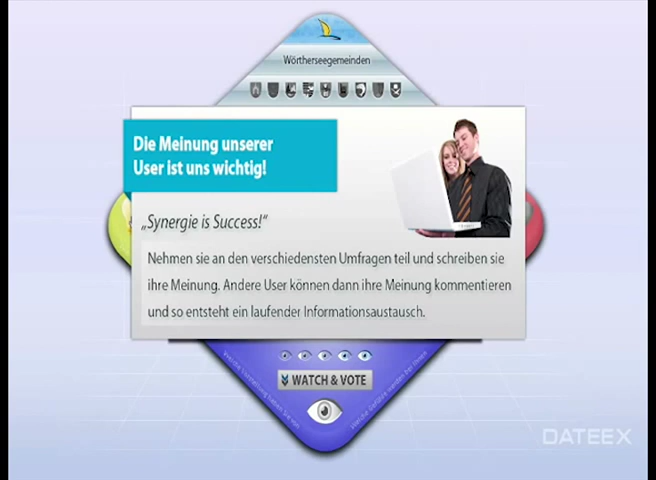 Wörtherseegemeinden
Die Meinung unserer
User ist uns wichtig!
„Synergie is Success!“
Nehmen sie an den verschiedensten Umfragen teil und schreiben sie
ihre Meinung. Andere User können dann ihre Meinung kommentieren
und so entsteht ein laufender Informationsaustausch.
WATCH & VOTE
DATEEX